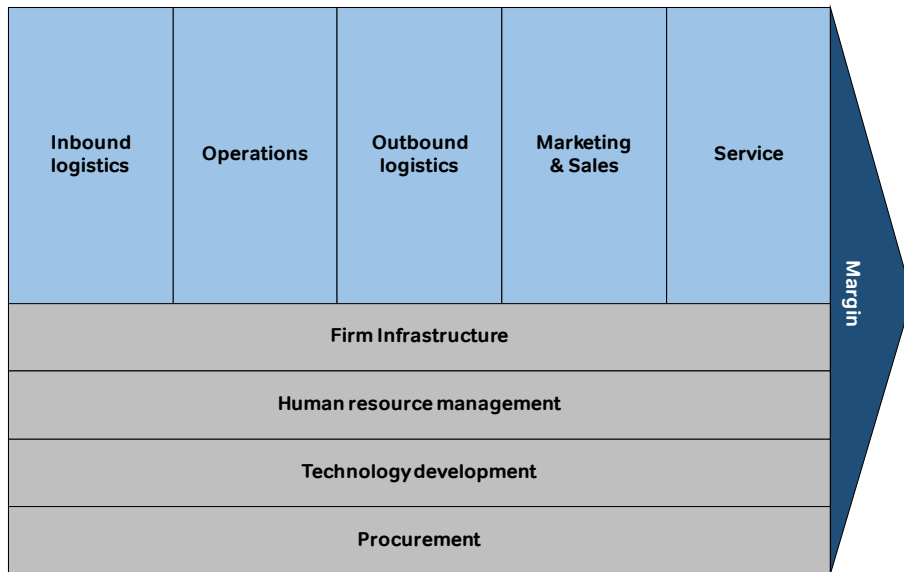 Inbound
logistics
Operations
Outbound
logistics
Marketing
& Sales
Service
Margin
Firm Infrastructure
Human resource management
Technology development
Procurement